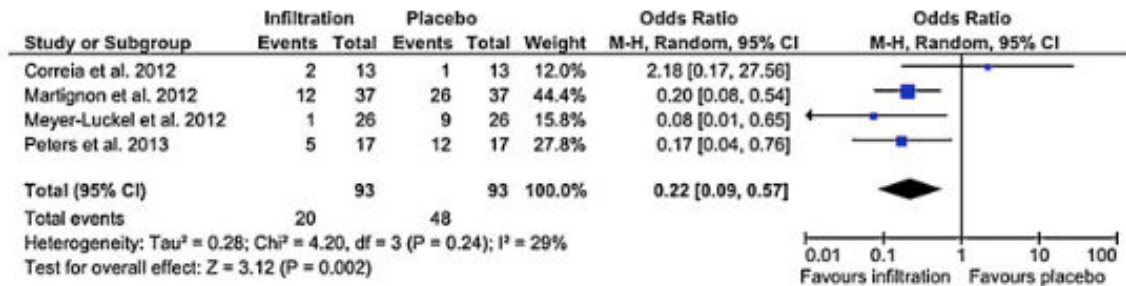 Infiltration Placebo Odds Ratio Odds Ratio
Study or Subgroup Events Total Events Total Weight M-H, Random, 95% CI M-H, Random, 95% CI
Correia et al. 2012 2 13 1 13 12.0% 2.18 [0.17, 27.56]
Martignon et al. 2012 12 37 26 37 44.4% 0.20 [0.08, 0.54]
Meyer-Luckel et al. 2012 1 26 9 26 15.8% 0.08 [0.01, 0.65]
Peters et al. 2013 5 17 12 17 27.8% 0.17 [0.04, 0.76]
Total (95% CI) 93 93 100.0% 0.22 [0.09, 0.57]
Total events 20 48
Heterogeneity: Tau² = 0.28; Chi² = 4.20, df = 3 (P = 0.24); I² = 29%
Test for overall effect: Z = 3.12 (P = 0.002)
0.01 0.1 1 10 100
Favours infiltration Favours placebo